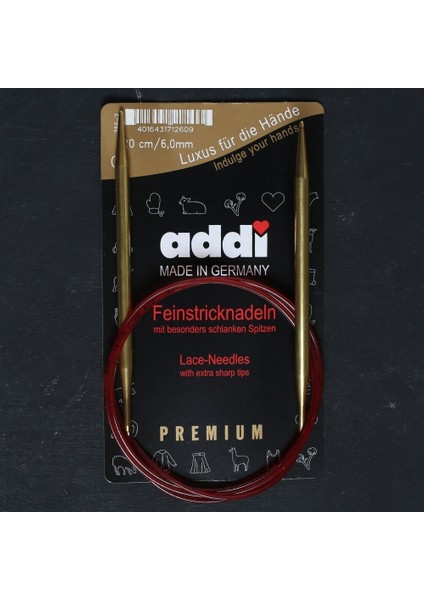 4016431712609
0 cm/6,0mm
Luxus für die Hände
Indulge your hands
addi
MADE IN GERMANY
Feinstricknadeln
mit besonders schlanken Spitzen
Lace-Needles
with extra sharp tips
PREMIUM